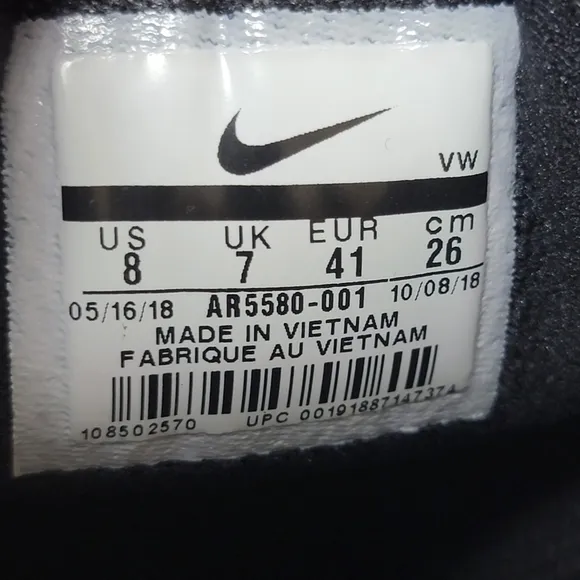 VW
US UK EUR cm
8 7 41 26
05/16/18 AR5580-001 10/08/18
MADE IN VIETNAM
FABRIQUE AU VIETNAM
108502570 UPC 00191887147374